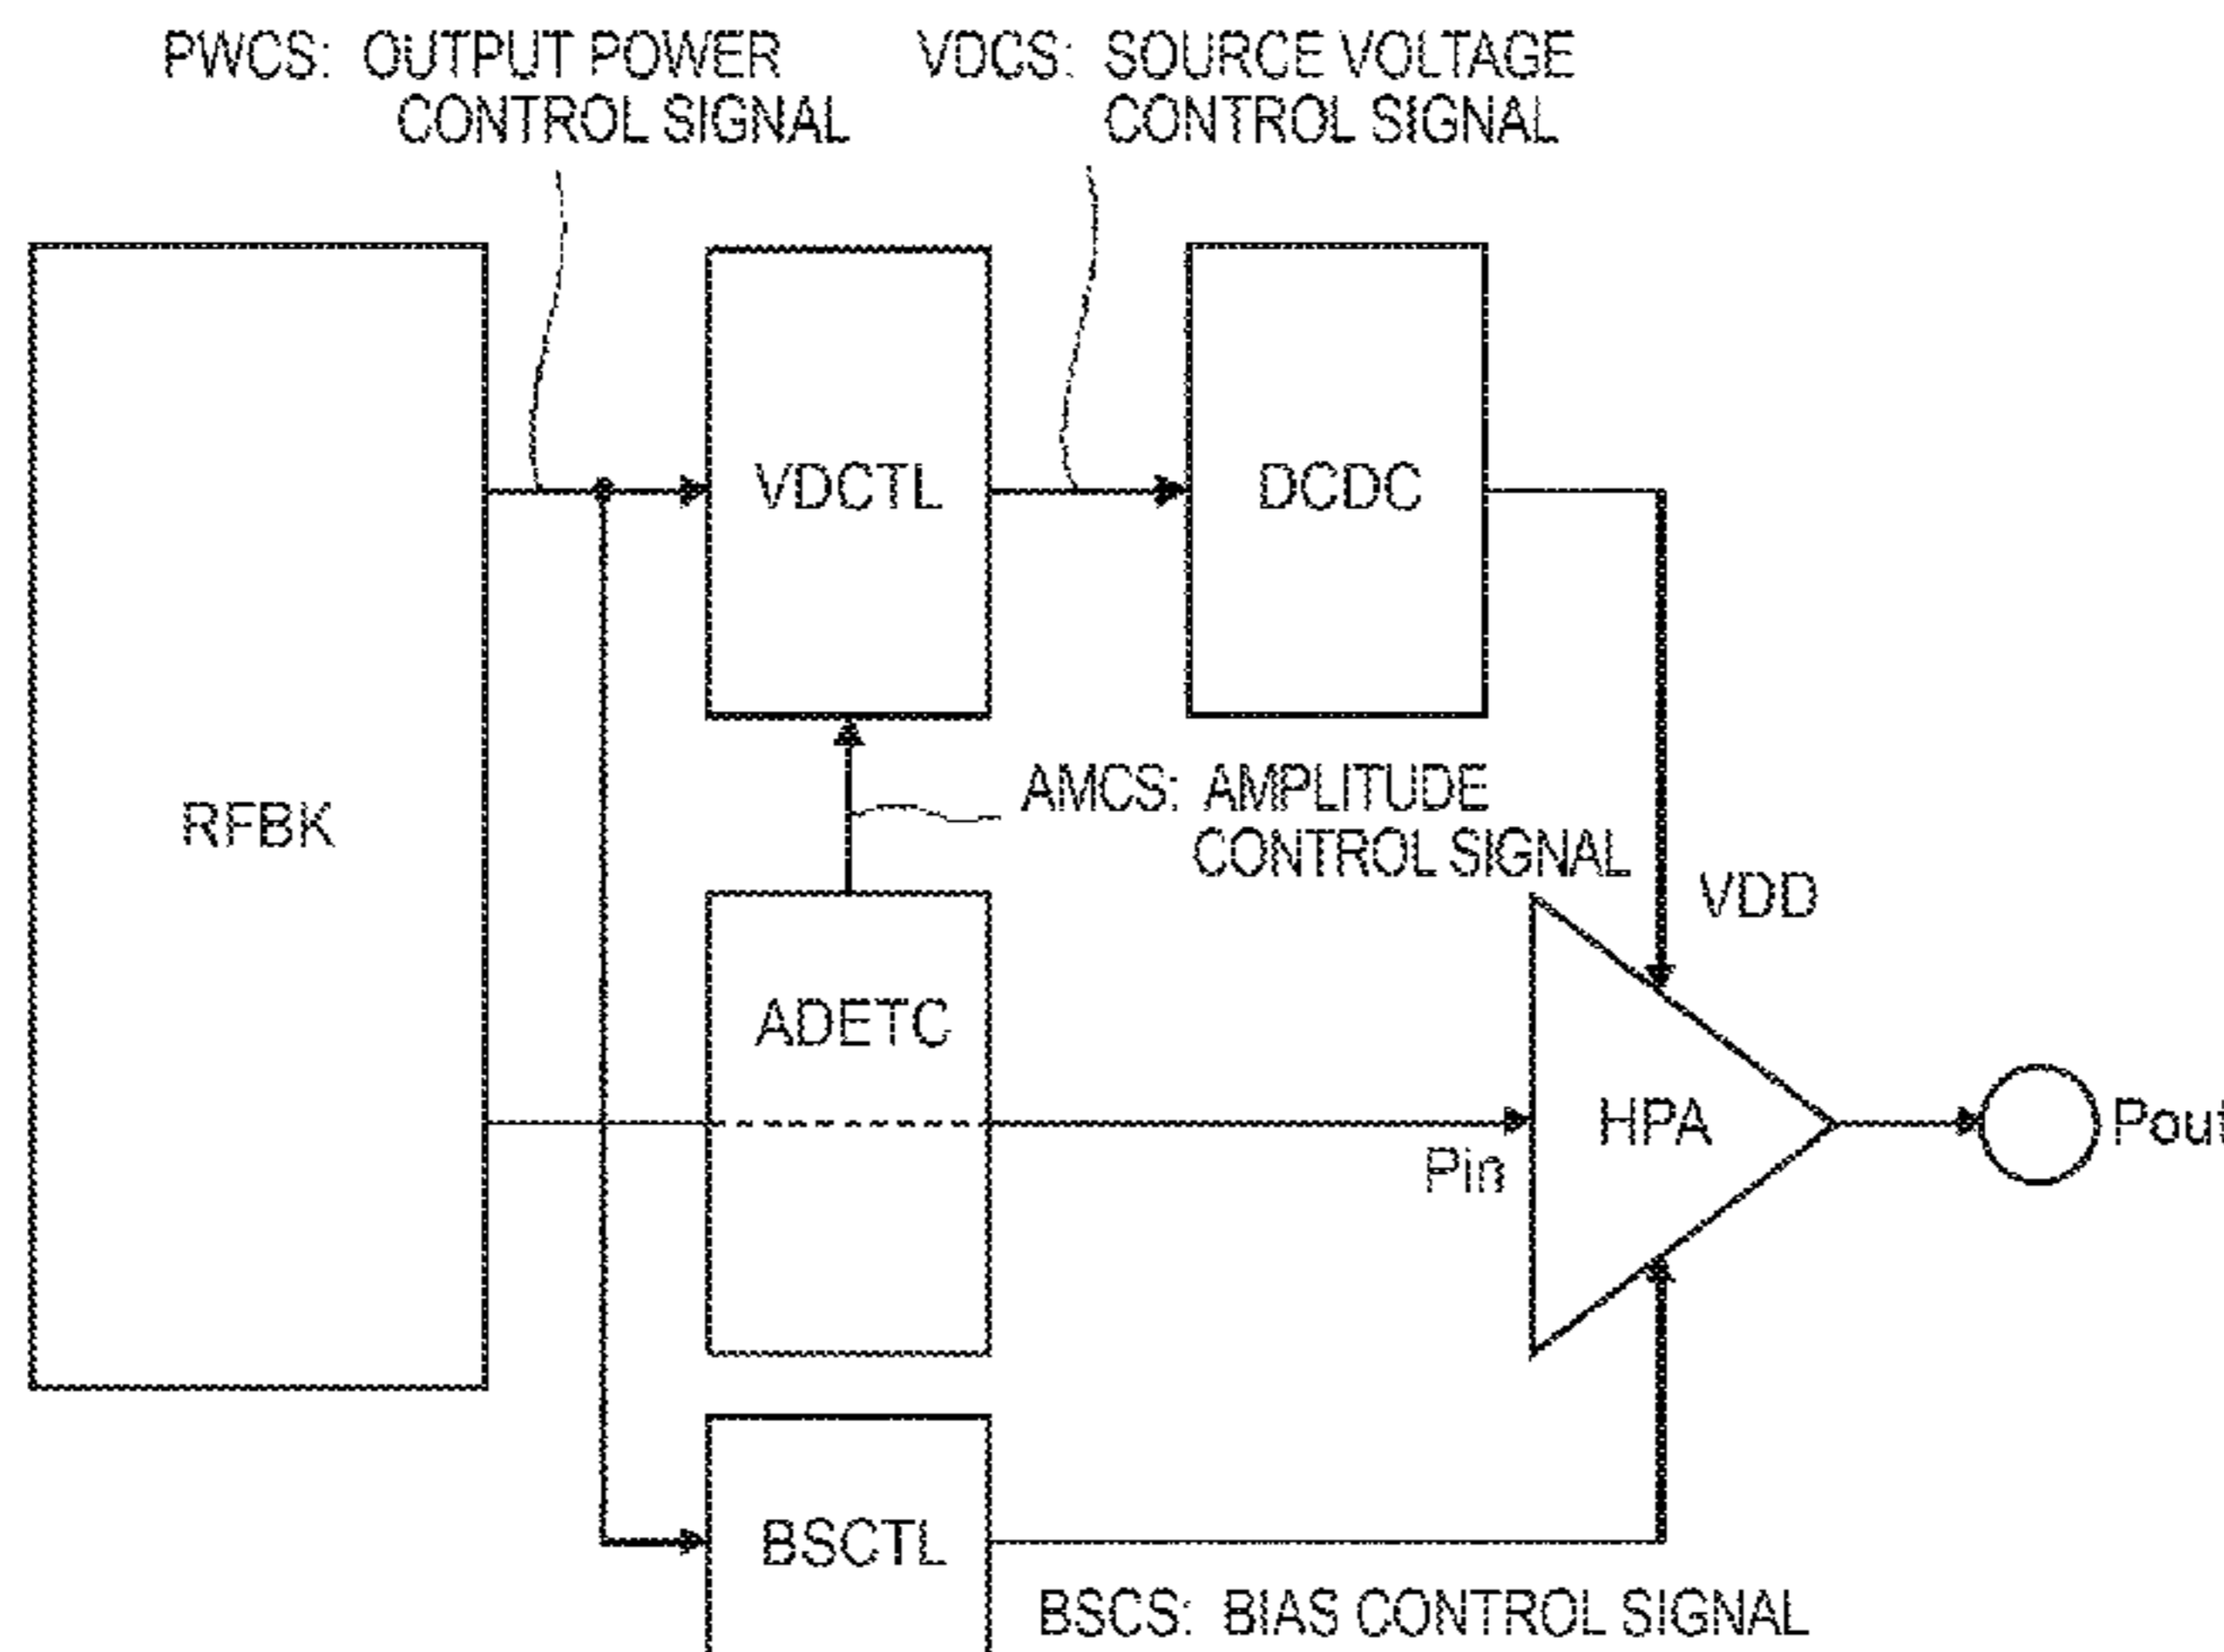 PWCS: OUTPUT POWER
CONTROL SIGNAL
VDCS: SOURCE VOLTAGE
CONTROL SIGNAL
VDCTL
DCDC
RFBK
AMCS: AMPLITUDE
CONTROL SIGNAL
VDD
ADETC
HPA
Pout
Pin
BSCTL
BSCS: BIAS CONTROL SIGNAL